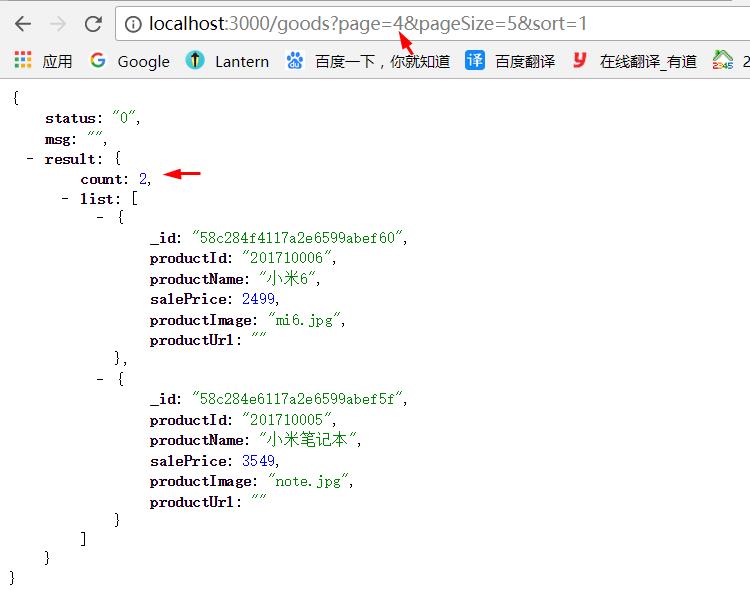 localhost:3000/goods?page=4&pageSize=5&sort=1
应用 Google Lantern 百度一下，你就知道 译 百度翻译 y 在线翻译_有道 2345 2
{
status: "0",
msg: "",
- result: {
count: 2,
- list: [
- {
_id: "58c284f4117a2e6599abef60",
productId: "201710006",
productName: "小米6",
salePrice: 2499,
productImage: "mi6.jpg",
productUrl: ""
},
- {
_id: "58c284e6117a2e6599abef5f",
productId: "201710005",
productName: "小米笔记本",
salePrice: 3549,
productImage: "note.jpg",
productUrl: ""
}
]
}
}